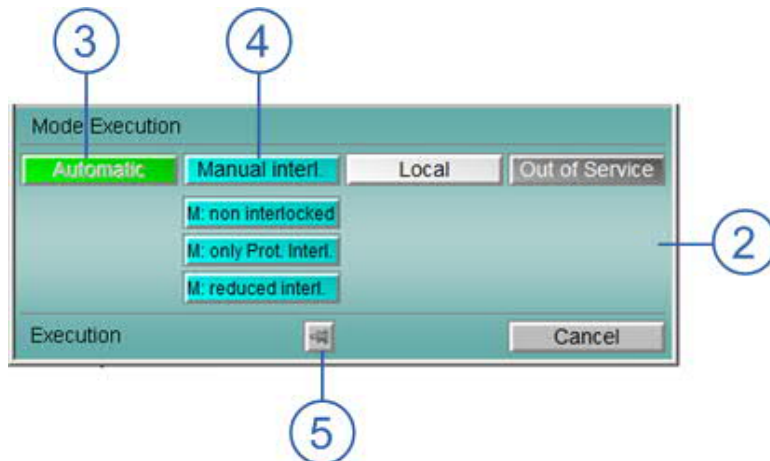 3
4
Mode Execution
Automatic
Manual interl.
Local
Out of Service
M: non interlocked
M: only Prot. Interl.
M: reduced interl.
2
Execution
Cancel
5